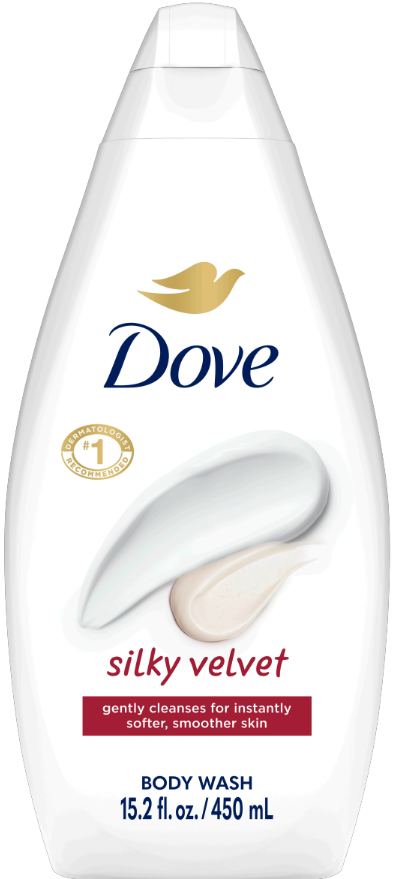 Dove
DERMATOLOGIST
#1
RECOMMENDED
silky velvet
gently cleanses for instantly
softer, smoother skin
BODY WASH
15.2 fl. oz. / 450 mL